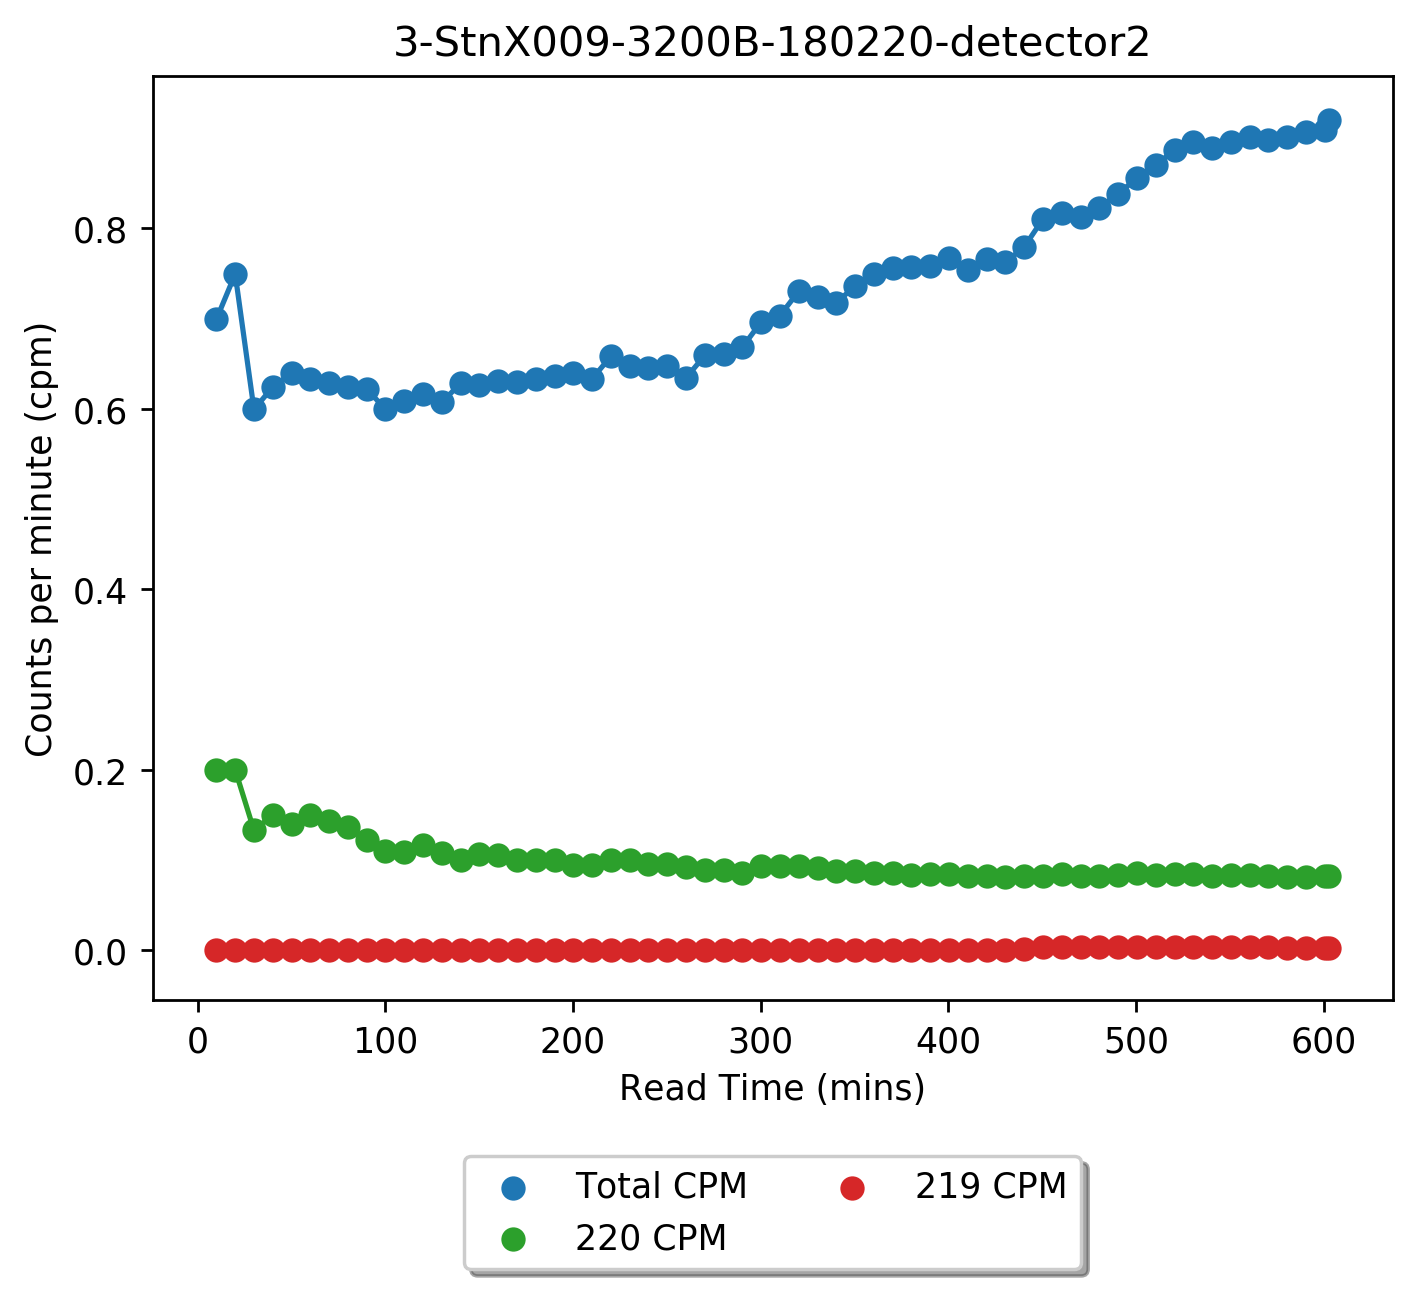 3-StnX009-3200B-180220-detector2
Counts per minute (cpm)
0.8
0.6
0.4
0.2
0.0
0 100 200 300 400 500 600
Read Time (mins)
Total CPM 219 CPM
220 CPM